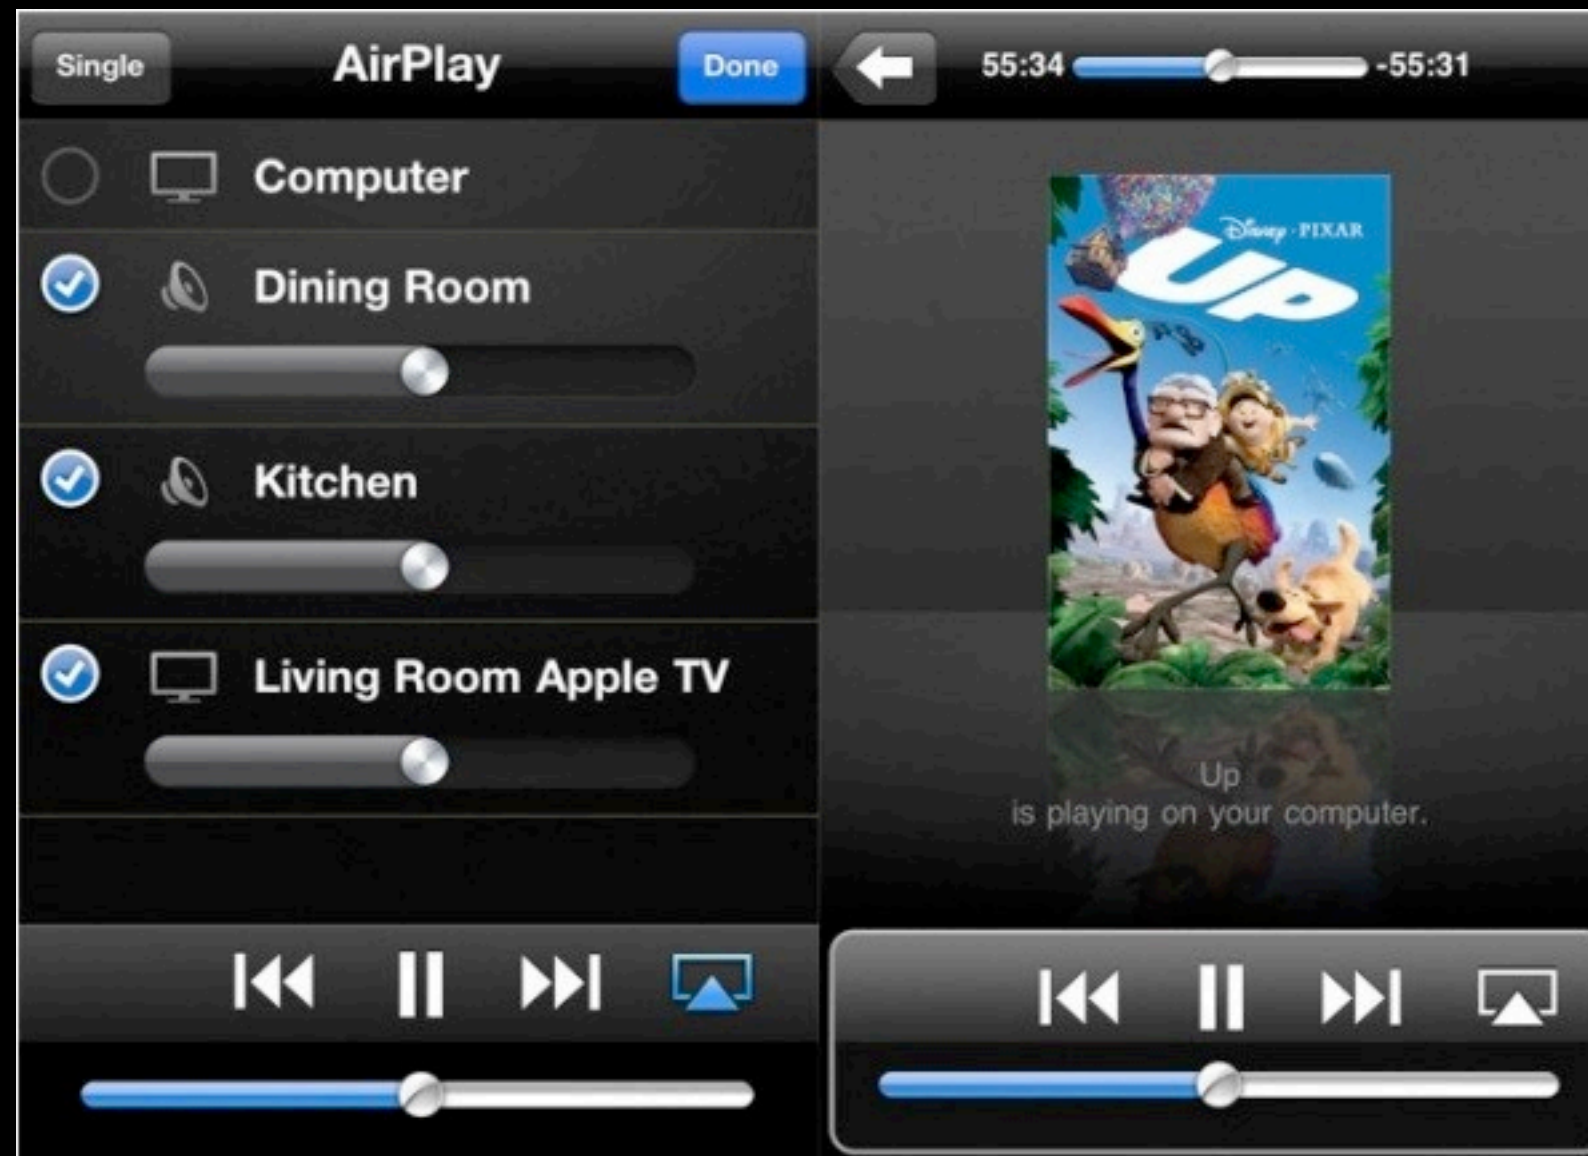 Single
AirPlay
Done
Computer
Dining Room
Kitchen
Living Room Apple TV
55:34
-55:31
Disney · PIXAR
UP
Up
is playing on your computer.